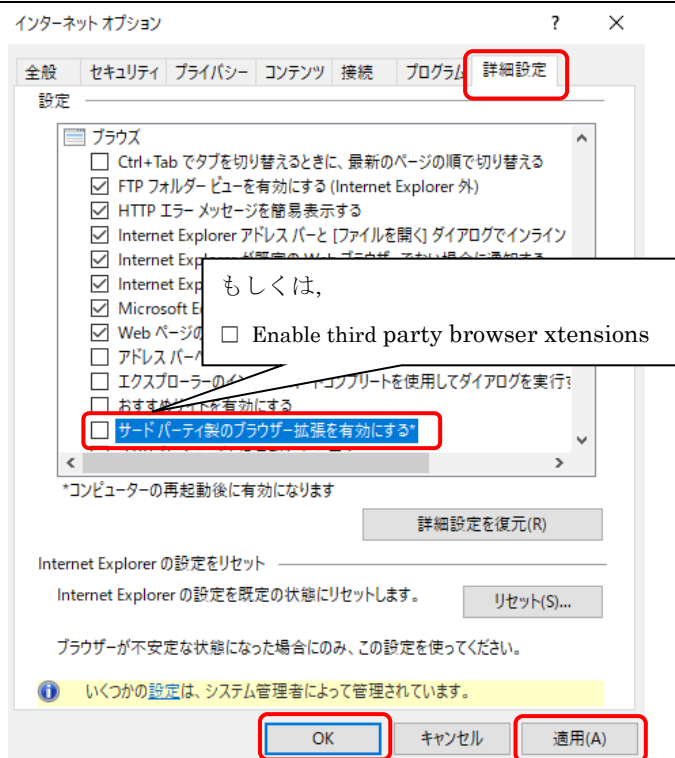 インターネット オプション ? ×
全般 セキュリティ プライバシー コンテンツ 接続 プログラム 詳細設定
設定
ブラウズ
Ctrl+Tab でタブを切り替えるときに、最新のページの順で切り替える
FTP フォルダー ビューを有効にする (Internet Explorer 外)
HTTP エラー メッセージを簡易表示する
Internet Explorer アドレス バーと [ファイルを開く] ダイアログでインライン
Internet
Internet Exp
Microsoft E
Web ページの
アドレス バー
エクスプローラーの
を使用してダイアログを実行
おすすめサイトを有効にする
サード パーティ製のブラウザー拡張を有効にする*
もしくは,
□ Enable third party browser xtensions
*コンピューターの再起動後に有効になります
詳細設定を復元(R)
Internet Explorer の設定をリセット
Internet Explorer の設定を既定の状態にリセットします。
リセット(S)...
ブラウザーが不安定な状態になった場合にのみ、この設定を使ってください。
いくつかの設定は、システム管理者によって管理されています。
OK キャンセル 適用(A)